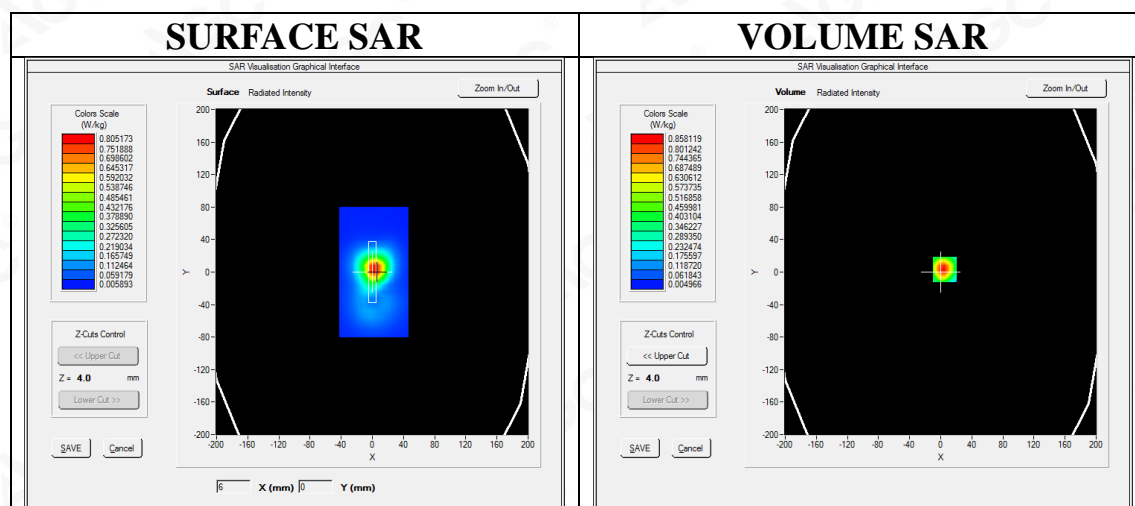 SURFACE SAR
SAR Visualisation Graphical Interface
Surface Radiated Intensity
Zoom In/Out
Colors Scale
(W/kg)
0.805173
0.751888
0.698602
0.645317
0.592032
0.538746
0.485461
0.432176
0.378890
0.325605
0.272320
0.219034
0.165749
0.112464
0.059179
0.005893
Z-Cuts Control
<< Upper Cut
Z = 4.0 mm
Lower Cut >>
SAVE Cancel
200
160
120
80
40
0
-40
-80
-120
-160
-200
Y
-200 -160 -120 -80 -40 0 40 80 120 160 200
X
6 X (mm) 0 Y (mm)
VOLUME SAR
SAR Visualisation Graphical Interface
Volume Radiated Intensity
Zoom In/Out
Colors Scale
(W/kg)
0.858119
0.801242
0.744365
0.687489
0.630612
0.573735
0.516858
0.459981
0.403104
0.346227
0.289350
0.232474
0.175597
0.118720
0.061843
0.004966
Z-Cuts Control
<< Upper Cut
Z = 4.0 mm
Lower Cut >>
SAVE Cancel
200
160
120
80
40
0
-40
-80
-120
-160
-200
Y
-200 -160 -120 -80 -40 0 40 80 120 160 200
X